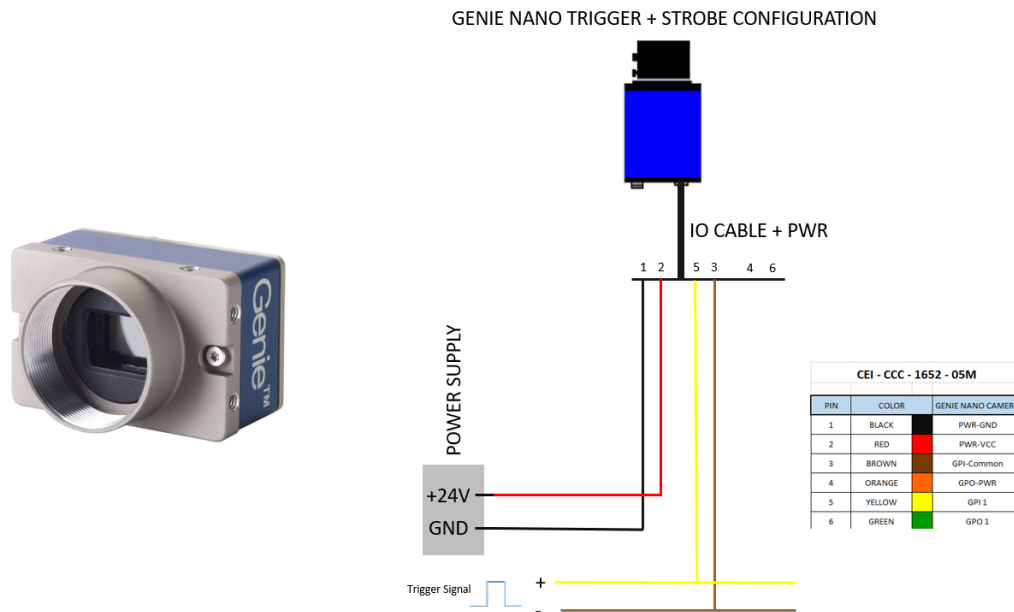 GENIE NANO TRIGGER + STROBE CONFIGURATION
Genie™
IO CABLE + PWR
1 2 5 3 4 6
POWER SUPPLY
+24V
GND
Trigger Signal
+
-
CEI - CCC - 1652 - 05M
PIN COLOR GENIE NANO CAMER
1 BLACK PWR-GND
2 RED PWR-VCC
3 BROWN GPI-Common
4 ORANGE GPO-PWR
5 YELLOW GPI 1
6 GREEN GPO 1